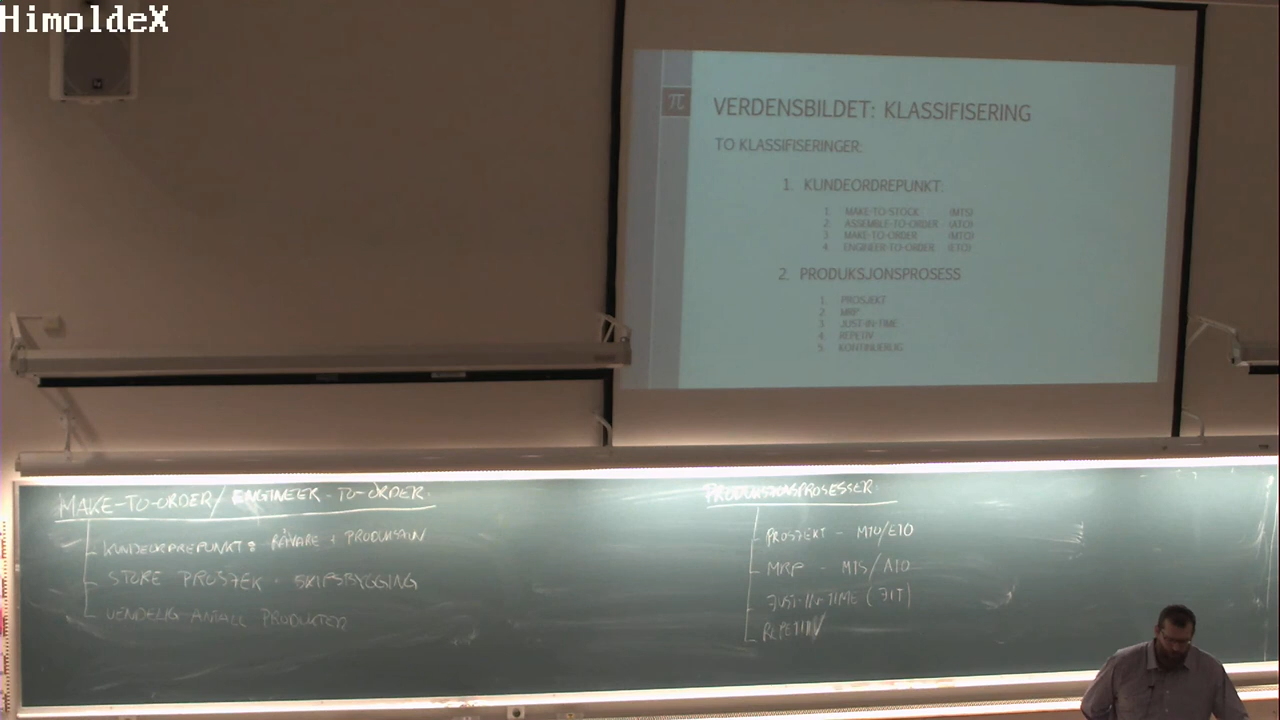 HimoldeX
π
VERDENSBILDET: KLASSIFISERING
TO KLASSIFISERINGER:
1. KUNDEORDREPUNKT:
1. MAKE-TO-STOCK (MTS)
2. ASSEMBLE-TO-ORDER - (ATO)
3. MAKE-TO-ORDER (MTO)
4. ENGINEER-TO-ORDER (ETO)
2. PRODUKSJONSPROSESS
1. PROSJEKT
2. MRP
3. JUST-IN-TIME
4. REPETIV
5. KONTINUERLIG
MAKE-TO-ORDER/ ENGINEER-TO-ORDER
KUNDEORDREPUNKT: RÅVARE + PRODUKSJON
STORE PROSJEK - SKIPSBYGGING
UENDELIG ANTALL PRODUKTER
PRODUKSJONSPROSESSER
PROSJEKT - MTO/ETO
MRP - MTS/ATO
JUST-IN-TIME (JIT)